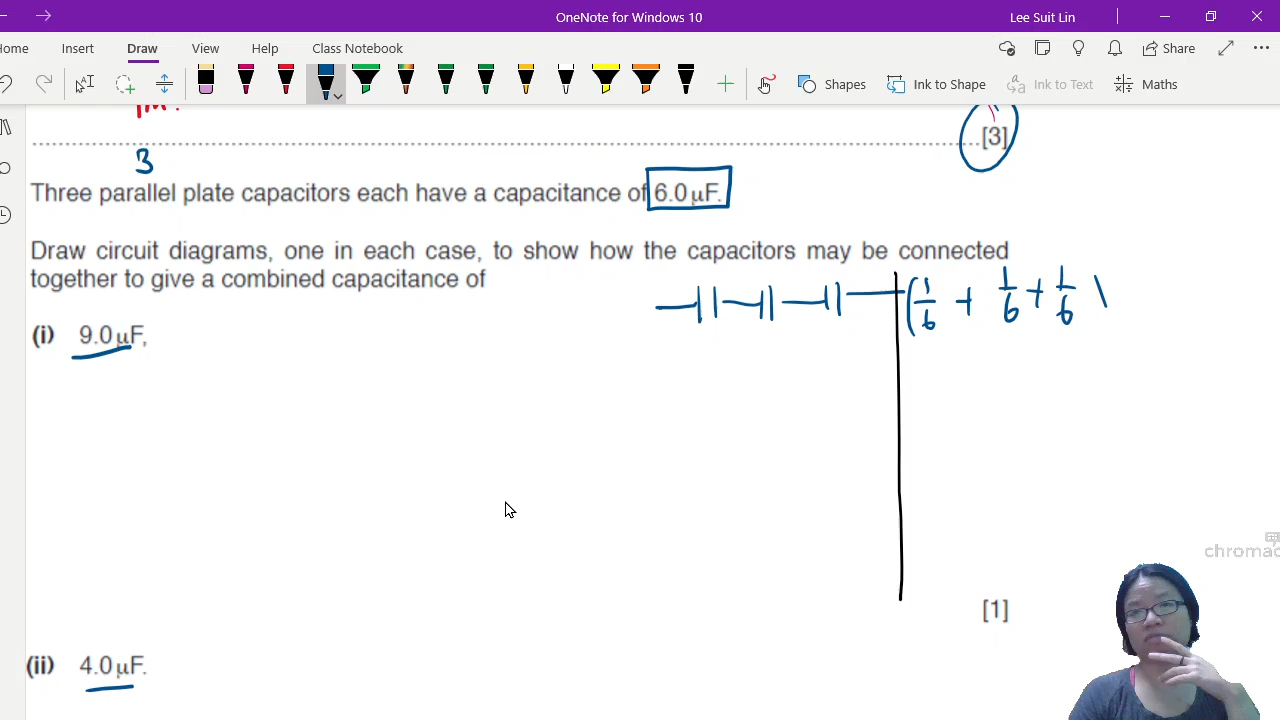 OneNote for Windows 10
Lee Suit Lin
Home Insert Draw View Help Class Notebook Share
Shapes Ink to Shape Ink to Text Maths
[3]
3
Three parallel plate capacitors each have a capacitance of 6.0 μF.
Draw circuit diagrams, one in each case, to show how the capacitors may be connected
together to give a combined capacitance of
(1/6 + 1/6 + 1/6 \
(i) 9.0 μF,
[1]
(ii) 4.0 μF.